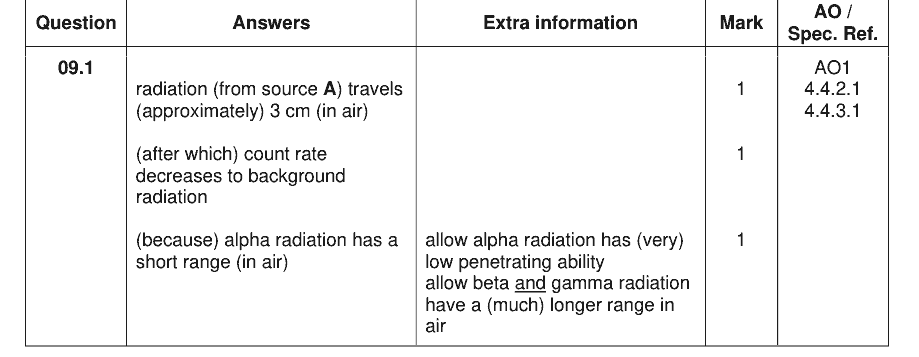 Question Answers Extra information Mark AO /
Spec. Ref.
09.1 AO1
radiation (from source A) travels 1 4.4.2.1
(approximately) 3 cm (in air) 4.4.3.1
(after which) count rate 1
decreases to background
radiation
(because) alpha radiation has a allow alpha radiation has (very) 1
short range (in air) low penetrating ability
allow beta and gamma radiation
have a (much) longer range in
air